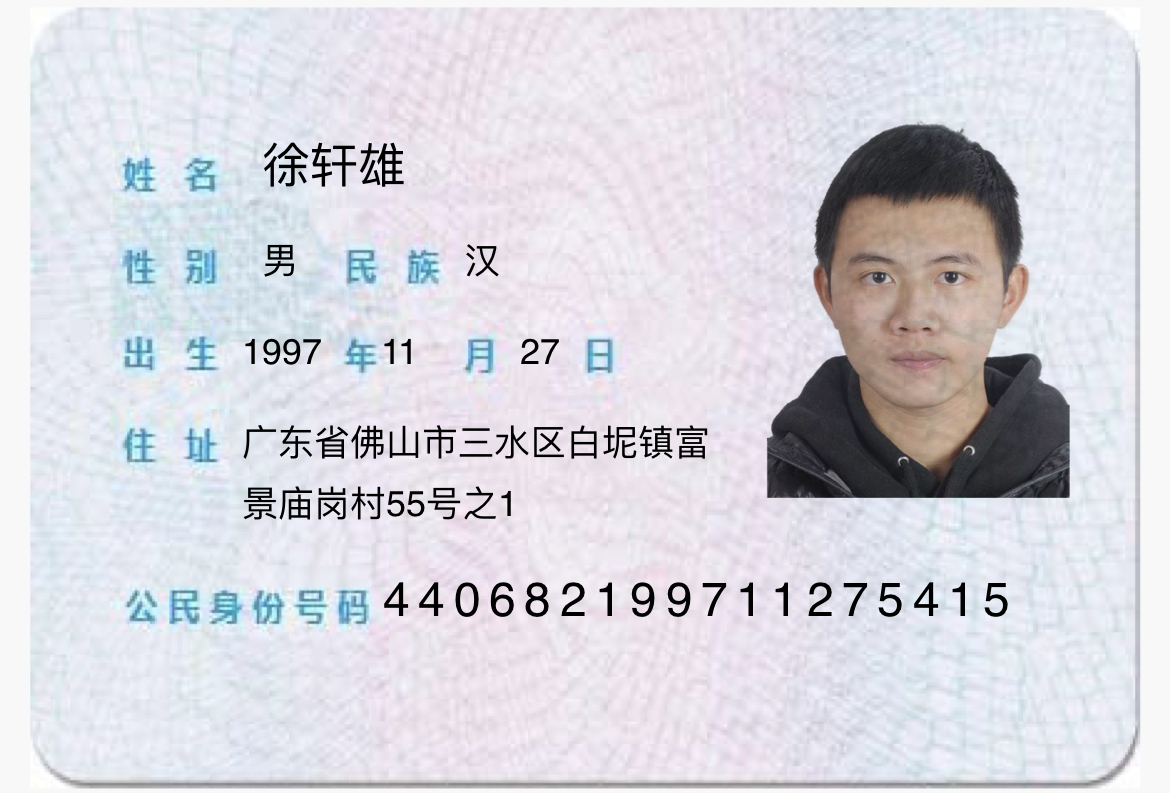 姓名 徐轩雄
性别 男 民族 汉
出生 1997 年 11 月 27 日
住址 广东省佛山市三水区白坭镇富
景庙岗村55号之1
公民身份号码 440682199711275415